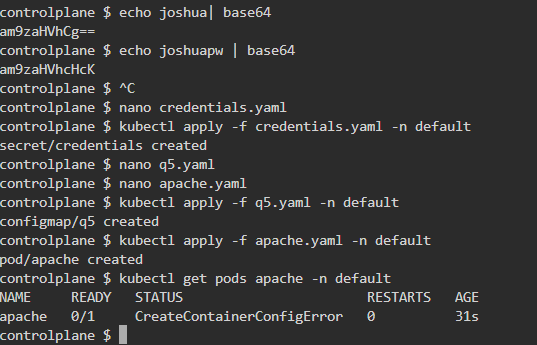 controlplane $ echo joshua| base64
am9zaHVhCg==
controlplane $ echo joshuapw | base64
am9zaHVhcHcK
controlplane $ ^C
controlplane $ nano credentials.yaml
controlplane $ kubectl apply -f credentials.yaml -n default
secret/credentials created
controlplane $ nano q5.yaml
controlplane $ nano apache.yaml
controlplane $ kubectl apply -f q5.yaml -n default
configmap/q5 created
controlplane $ kubectl apply -f apache.yaml -n default
pod/apache created
controlplane $ kubectl get pods apache -n default
NAME     READY   STATUS                       RESTARTS   AGE
apache   0/1     CreateContainerConfigError   0          31s
controlplane $